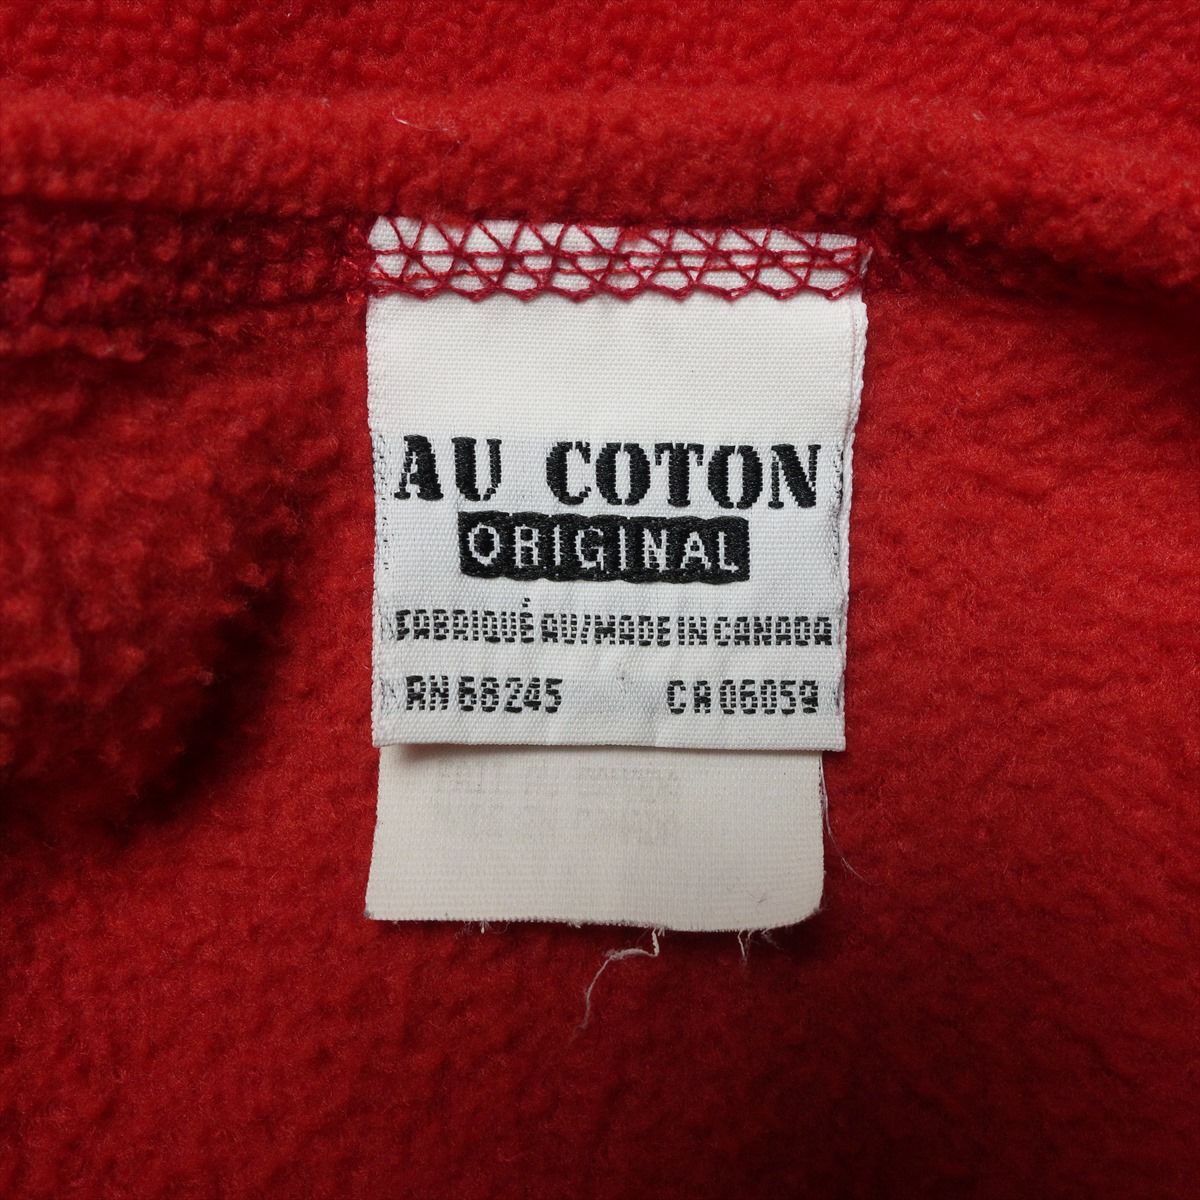 AU COTON
ORIGINAL
FABRIQUÉ AU/MADE IN CANADA
RN 68245 CA 06059